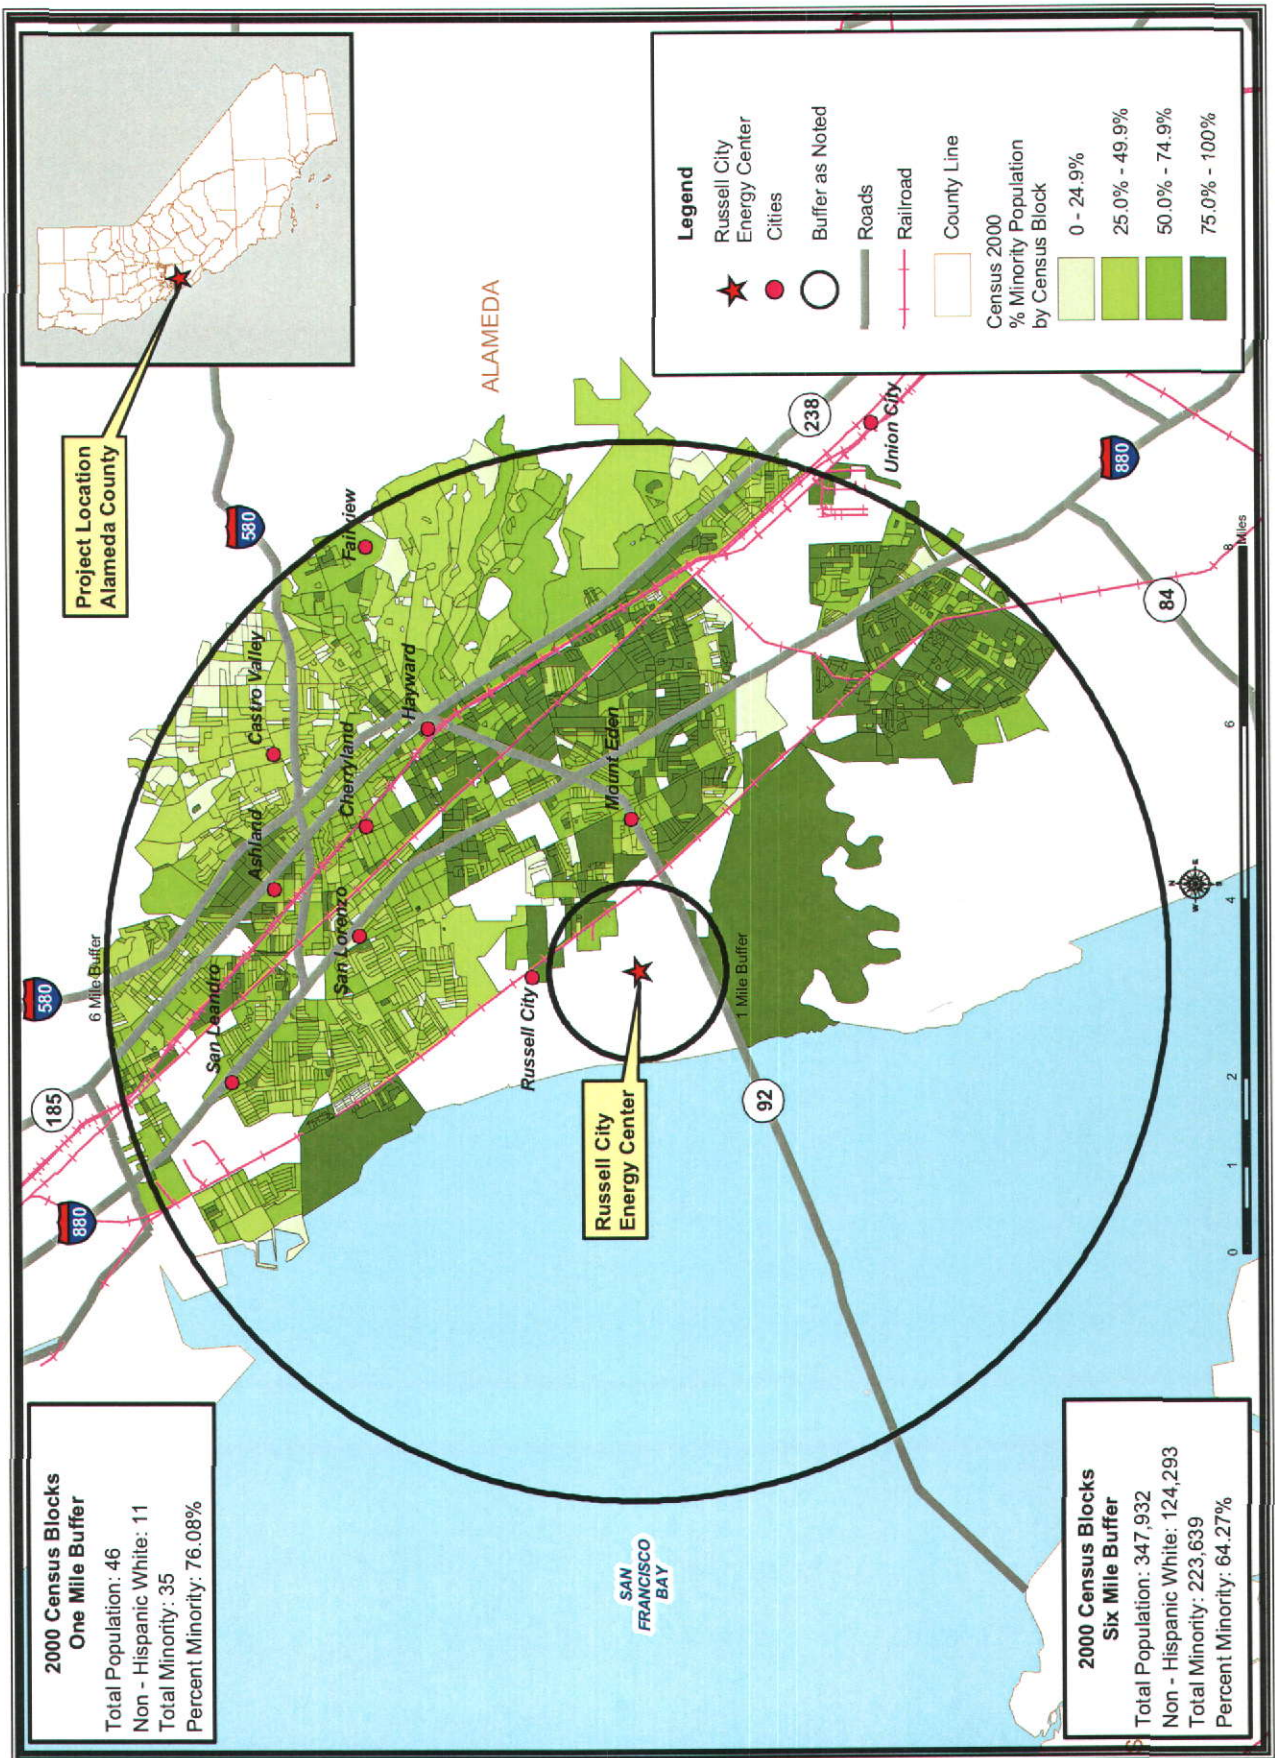 2000 Census Blocks
One Mile Buffer
Total Population: 46
Non - Hispanic White: 11
Total Minority: 35
Percent Minority: 76.08%
Project Location
Alameda County
ALAMEDA
580
580
185
880
6 Mile Buffer
San Leandro
Ashland
Castro Valley
Fairview
San Lorenzo
Cherryland
Hayward
Russell City
Mount Eden
238
Union City
880
84
92
1 Mile Buffer
Russell City
Energy Center
SAN
FRANCISCO
BAY
Legend
Russell City
Energy Center
Cities
Buffer as Noted
Roads
Railroad
County Line
Census 2000
% Minority Population
by Census Block
0 - 24.9%
25.0% - 49.9%
50.0% - 74.9%
75.0% - 100%
N
W
E
S
0 1 2 4 6 8
Miles
2000 Census Blocks
Six Mile Buffer
Total Population: 347,932
Non - Hispanic White: 124,293
Total Minority: 223,639
Percent Minority: 64.27%